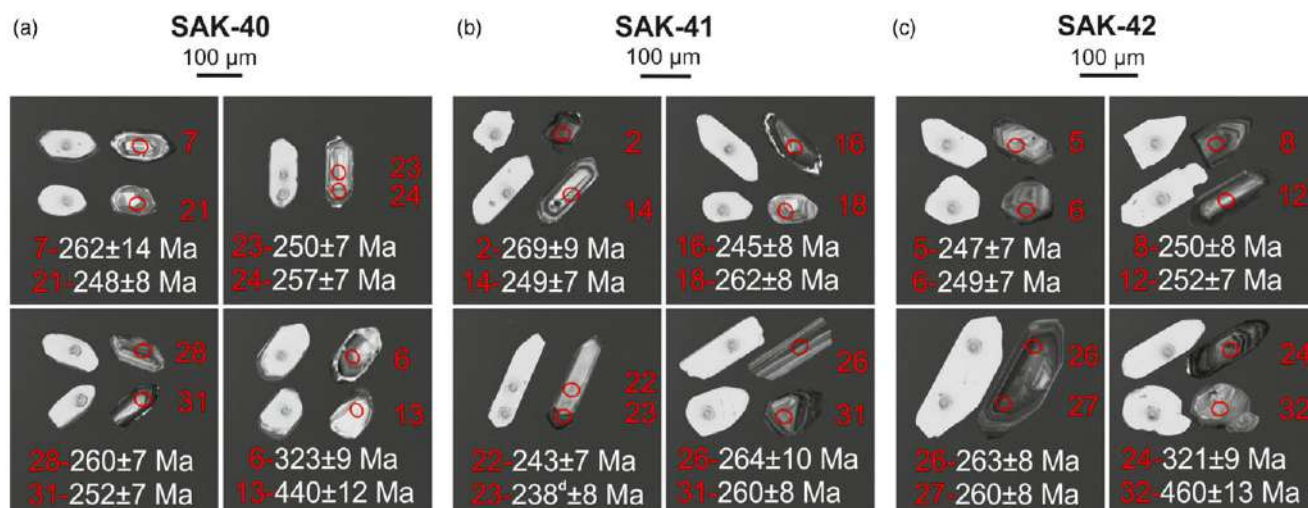 (a) SAK-40
100 µm
7
21
7-262±14 Ma
21-248±8 Ma
23
24
23-250±7 Ma
24-257±7 Ma
28
31
28-260±7 Ma
31-252±7 Ma
6
13
6-323±9 Ma
13-440±12 Ma
(b) SAK-41
100 µm
2
14
2-269±9 Ma
14-249±7 Ma
16
18
16-245±8 Ma
18-262±8 Ma
22
23
22-243±7 Ma
23-238ᵈ±8 Ma
26
31
26-264±10 Ma
31-260±8 Ma
(c) SAK-42
100 µm
5
6
5-247±7 Ma
6-249±7 Ma
8
12
8-250±8 Ma
12-252±7 Ma
26
27
26-263±8 Ma
27-260±8 Ma
24
32
24-321±9 Ma
32-460±13 Ma